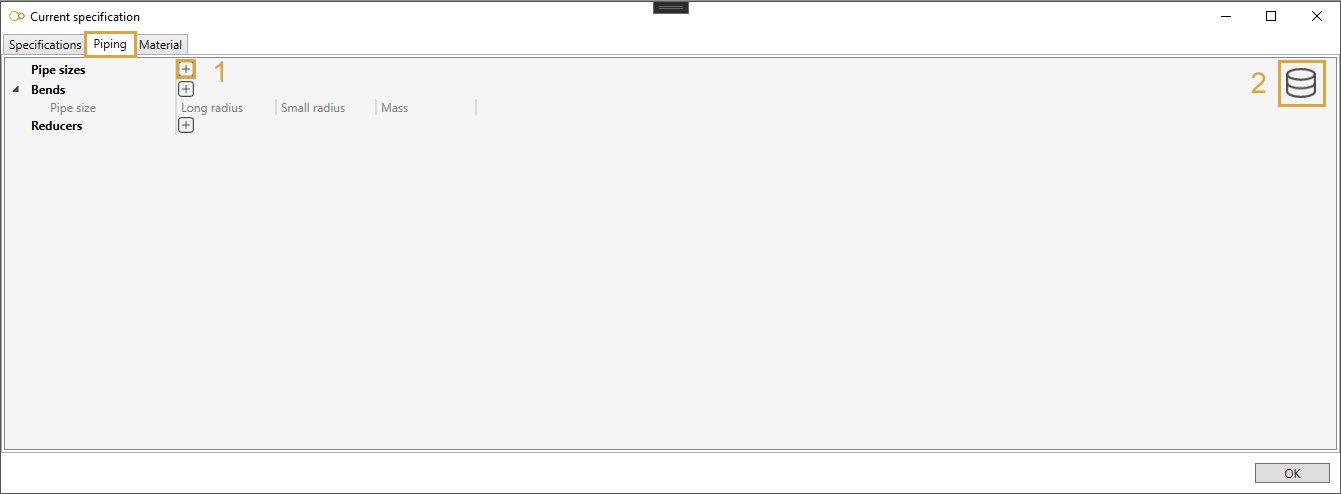 Current specification
Specifications Piping Material
Pipe sizes 1
Bends 2
Pipe size Long radius Small radius Mass
Reducers
OK